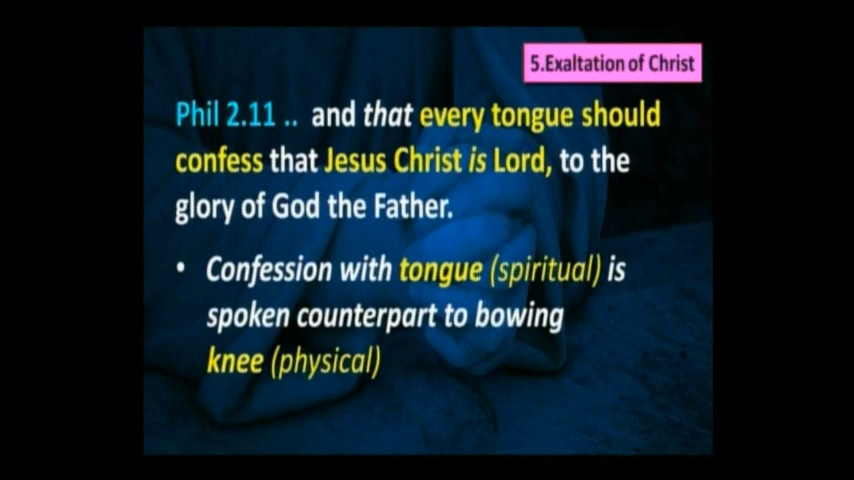 5.Exaltation of Christ
Phil 2.11 .. and that every tongue should
confess that Jesus Christ is Lord, to the
glory of God the Father.
• Confession with tongue (spiritual) is
spoken counterpart to bowing
knee (physical)